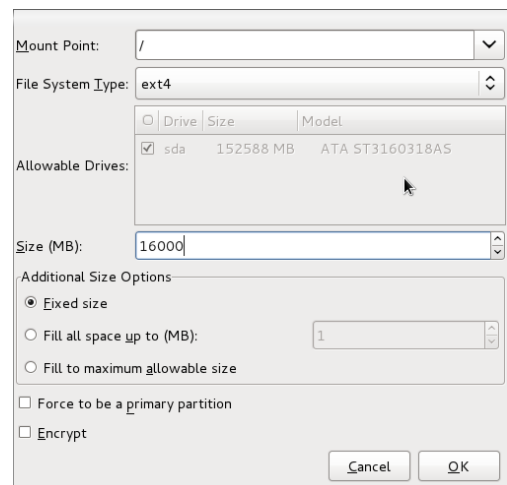 Mount Point: /
File System Type: ext4
Drive Size Model
sda 152588 MB ATA ST3160318AS
Allowable Drives:
Size (MB): 16000
Additional Size Options
Fixed size
Fill all space up to (MB): 1
Fill to maximum allowable size
Force to be a primary partition
Encrypt
Cancel OK